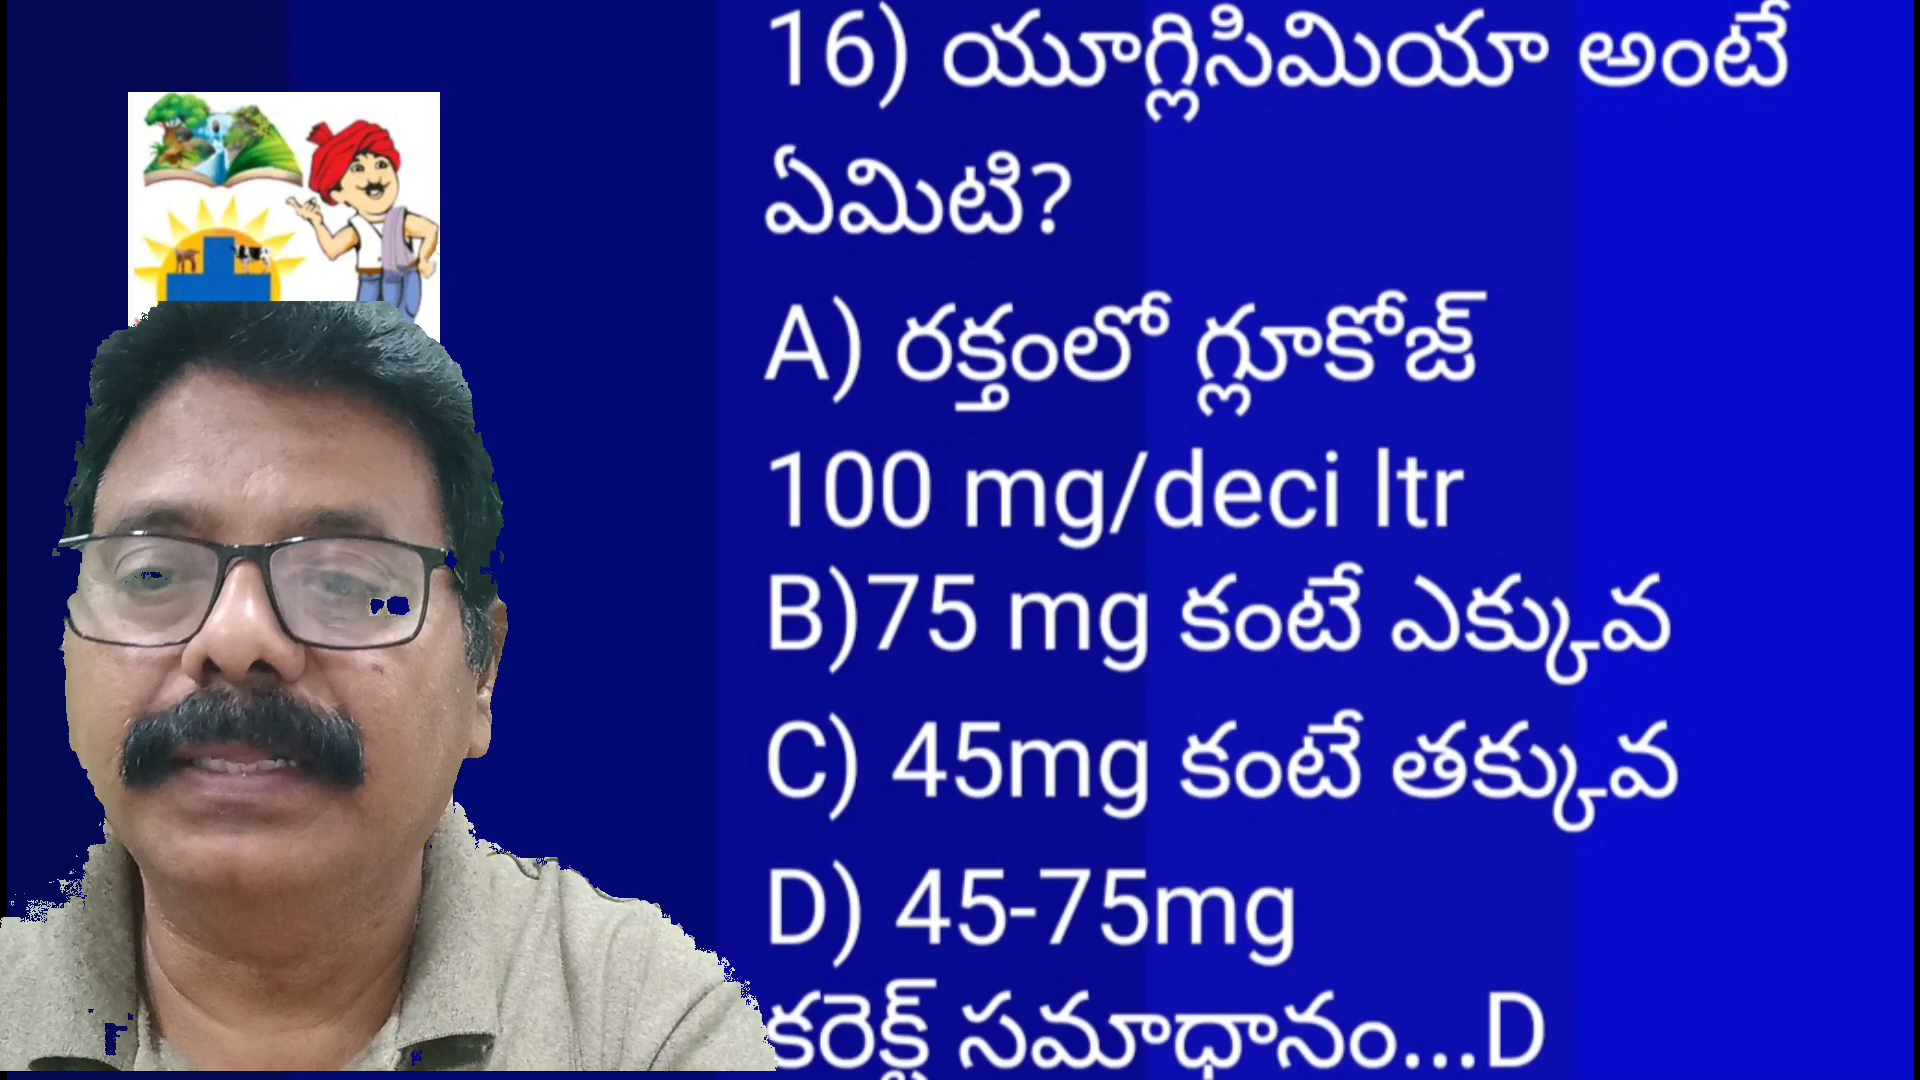 16) యూగ్లిసిమియా అంటే
ఏమిటి?
A) రక్తంలో గ్లూకోజ్
100 mg/deci ltr
B)75 mg కంటే ఎక్కువ
C) 45mg కంటే తక్కువ
D) 45-75mg
కరెక్ట్ సమాధానం...D